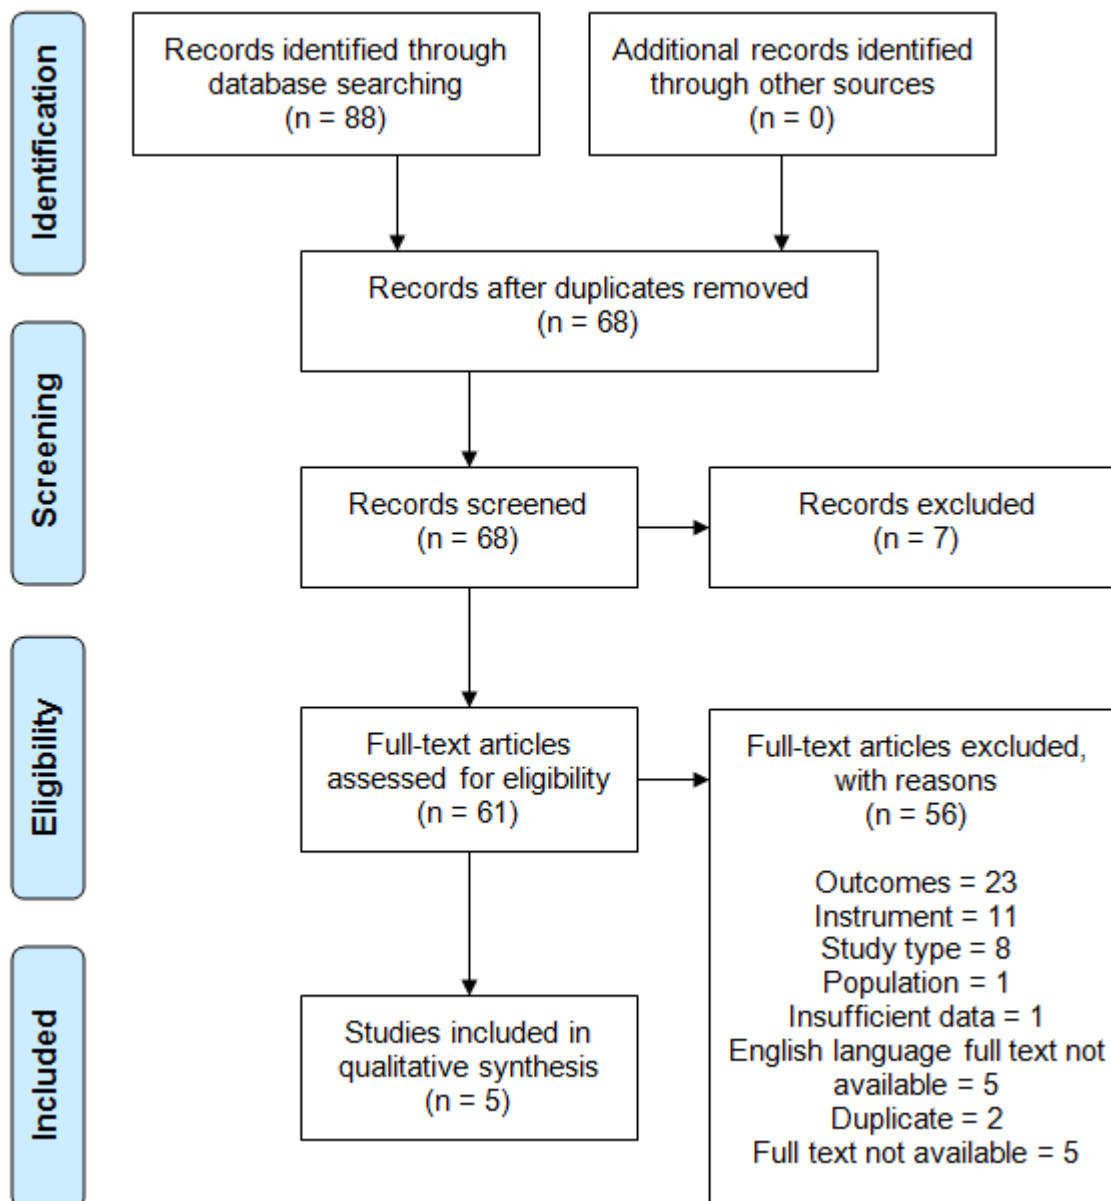 Identification
Records identified through
database searching
(n = 88)
Additional records identified
through other sources
(n = 0)
Records after duplicates removed
(n = 68)
Screening
Records screened
(n = 68)
Records excluded
(n = 7)
Eligibility
Full-text articles
assessed for eligibility
(n = 61)
Full-text articles excluded,
with reasons
(n = 56)
Outcomes = 23
Instrument = 11
Study type = 8
Population = 1
Insufficient data = 1
English language full text not
available = 5
Duplicate = 2
Full text not available = 5
Included
Studies included in
qualitative synthesis
(n = 5)